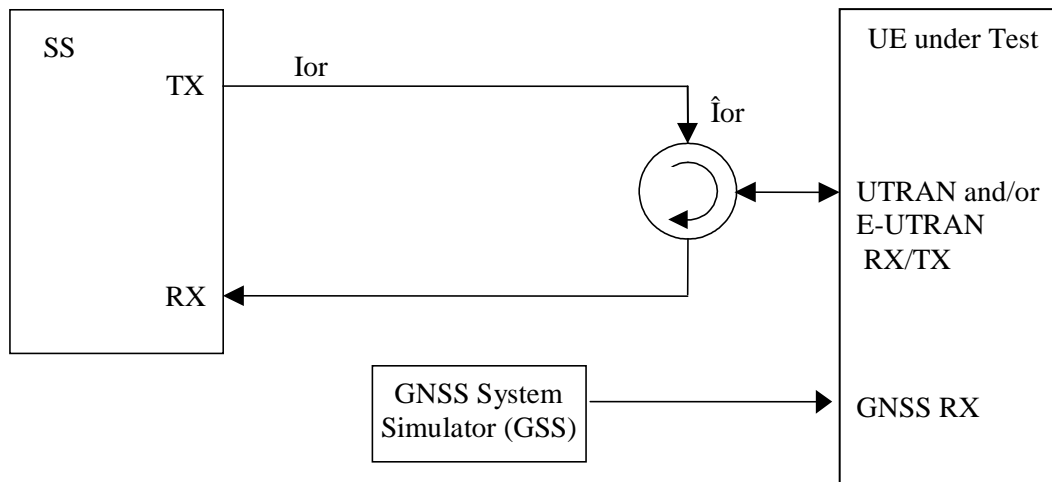 SS
UE under Test
Ior
TX
Îor
UTRAN and/or
E-UTRAN
RX/TX
RX
GNSS System
Simulator (GSS)
GNSS RX